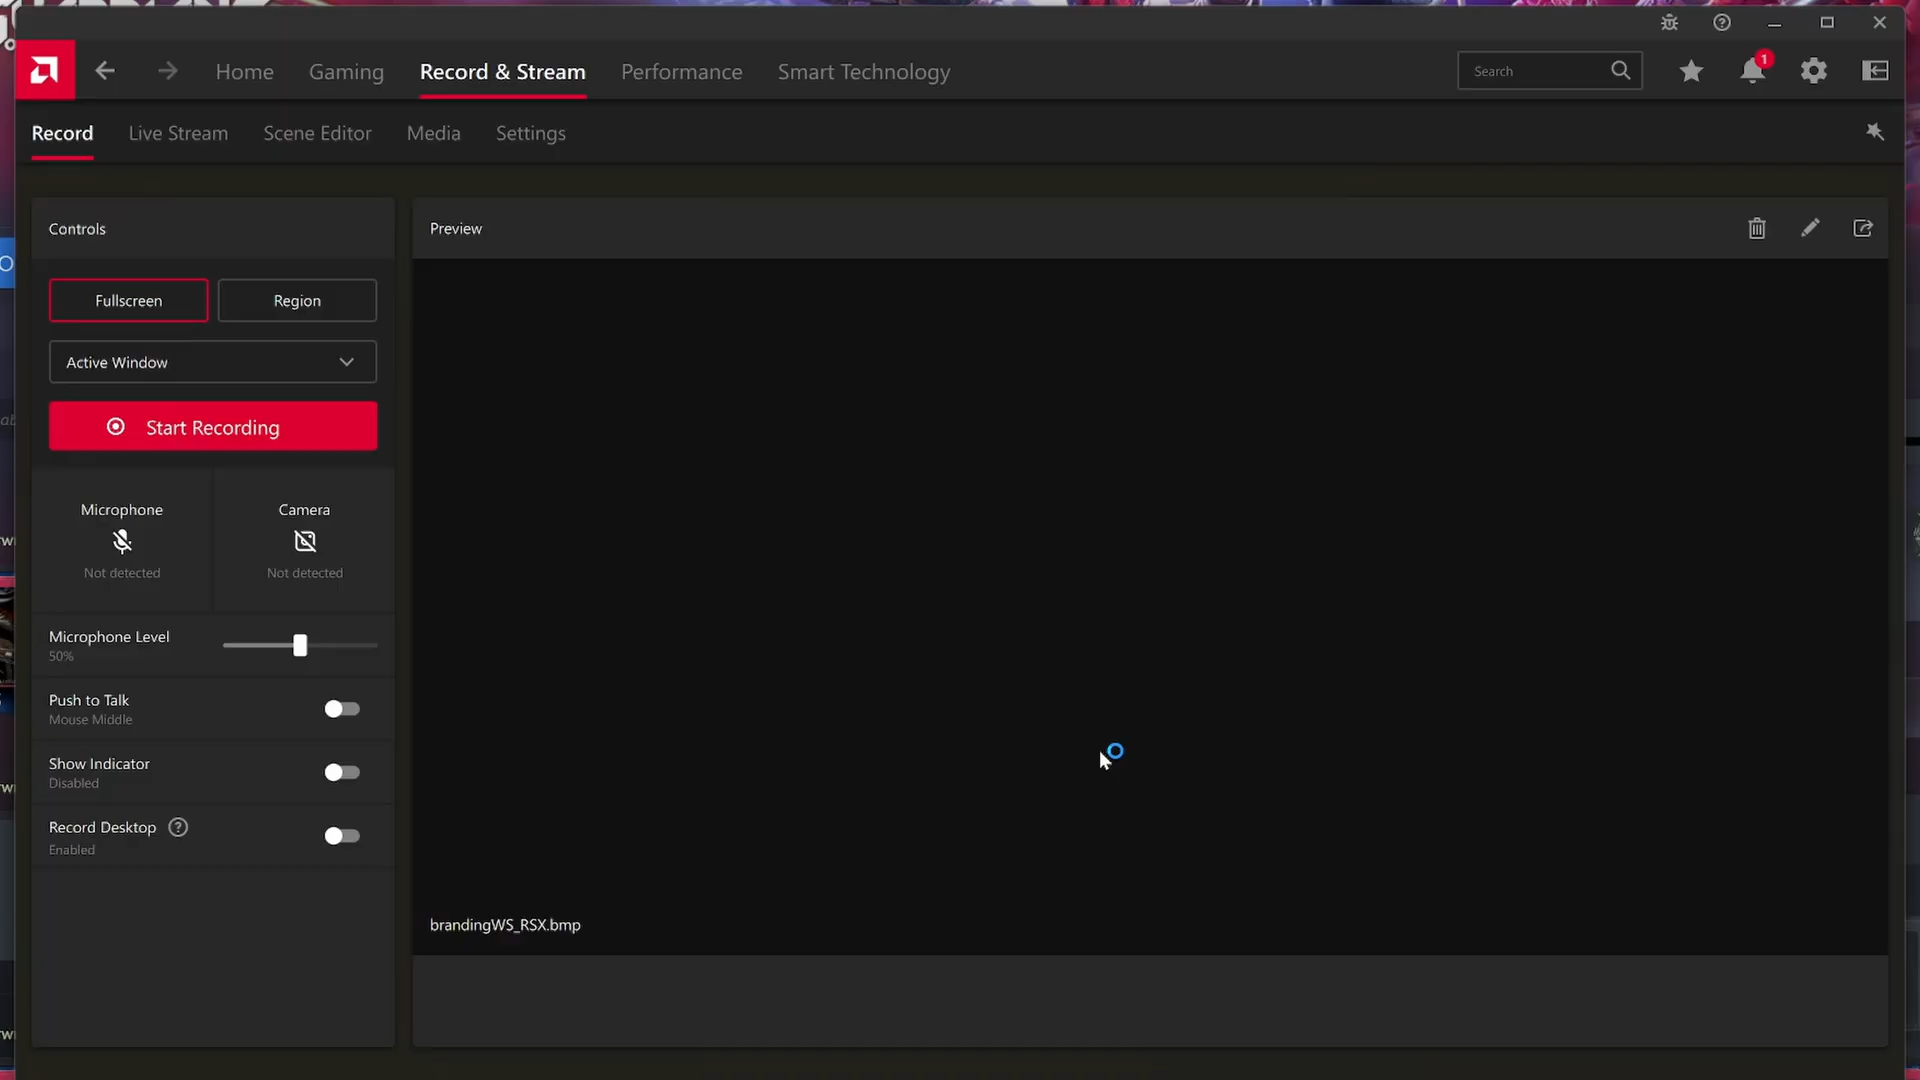 1
Home Gaming Record & Stream Performance Smart Technology Search
Record Live Stream Scene Editor Media Settings
Controls
Preview
Fullscreen Region
Active Window
Start Recording
Microphone Camera
Not detected Not detected
Microphone Level
50%
Push to Talk
Mouse Middle
Show Indicator
Disabled
Record Desktop ?
Enabled
brandingWS_RSX.bmp